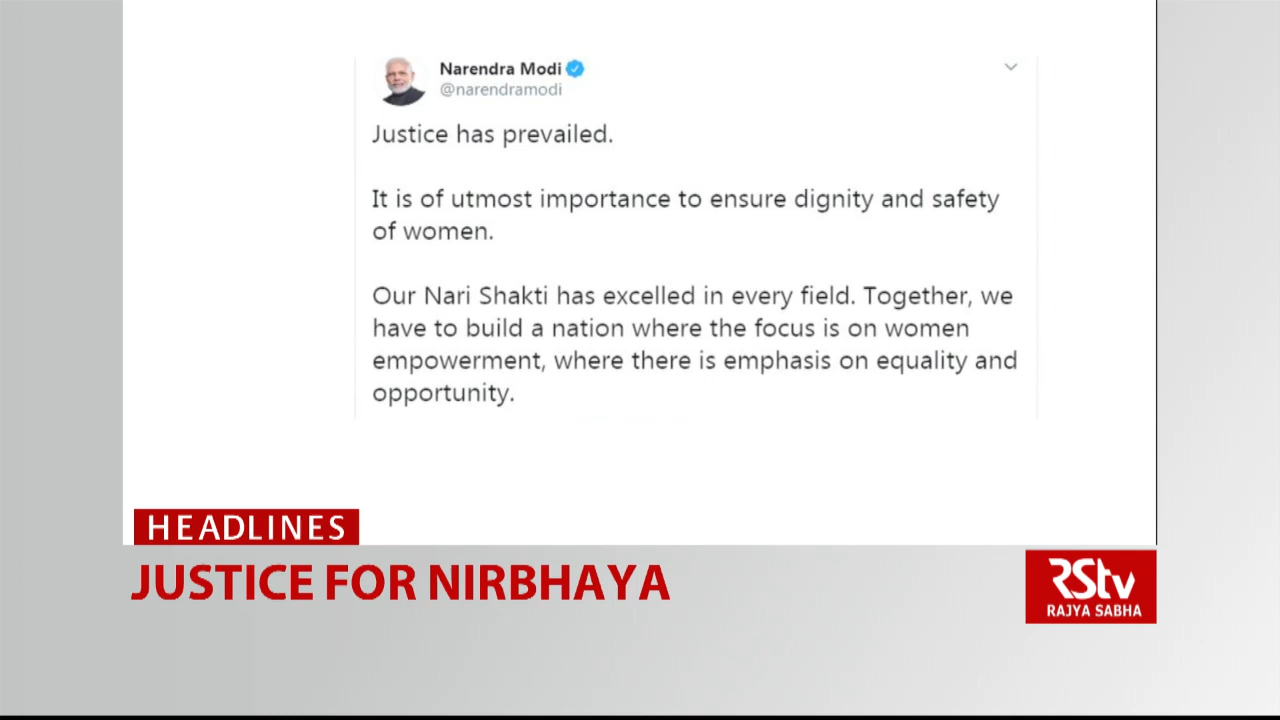 Narendra Modi
@narendramodi
Justice has prevailed.
It is of utmost importance to ensure dignity and safety
of women.
Our Nari Shakti has excelled in every field. Together, we
have to build a nation where the focus is on women
empowerment, where there is emphasis on equality and
opportunity.
HEADLINES
JUSTICE FOR NIRBHAYA
RStv
RAJYA SABHA